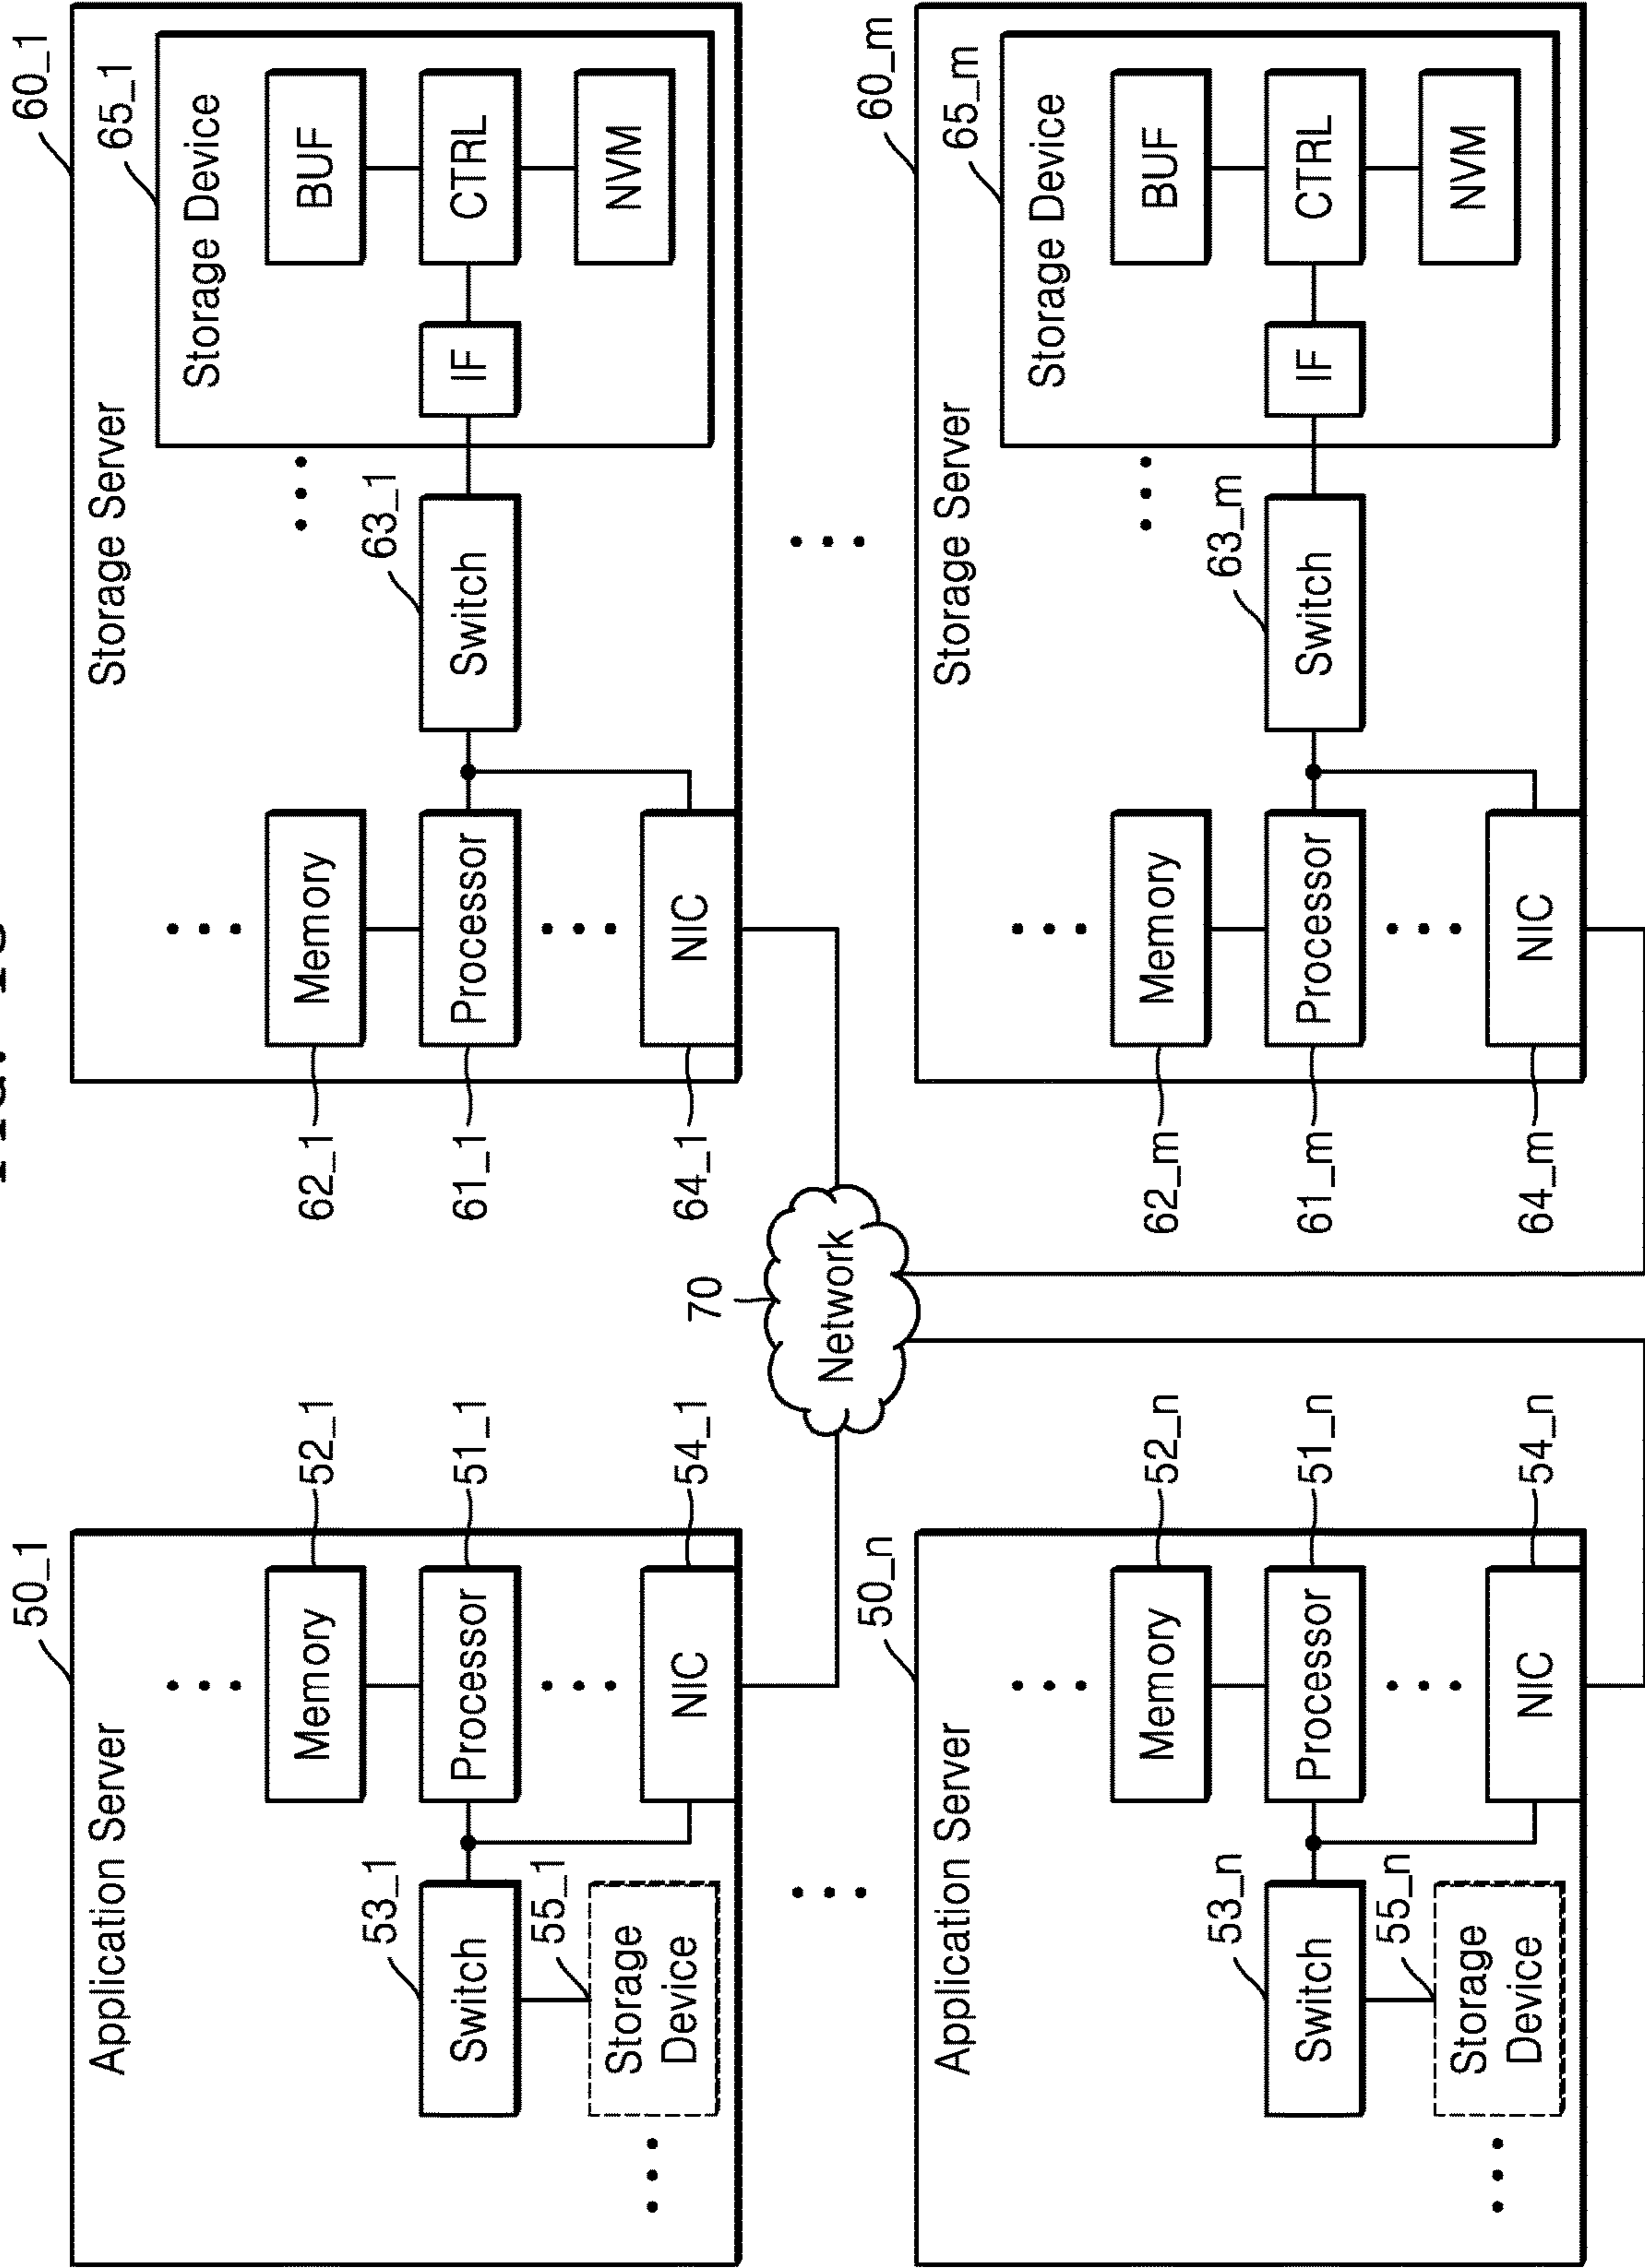 50_1
60_1
Application Server
Storage Server
65_1
Storage Device
Memory
52_1
62_1
Memory
BUF
53_1
63_1
Switch
Processor
51_1
61_1
Processor
Switch
IF
CTRL
55_1
Storage
Device
NIC
54_1
64_1
NIC
NVM
70
Network
50_n
60_m
Application Server
Storage Server
65_m
Storage Device
Memory
52_n
62_m
Memory
BUF
53_n
63_m
Switch
Processor
51_n
61_m
Processor
Switch
IF
CTRL
55_n
Storage
Device
NIC
54_n
64_m
NIC
NVM